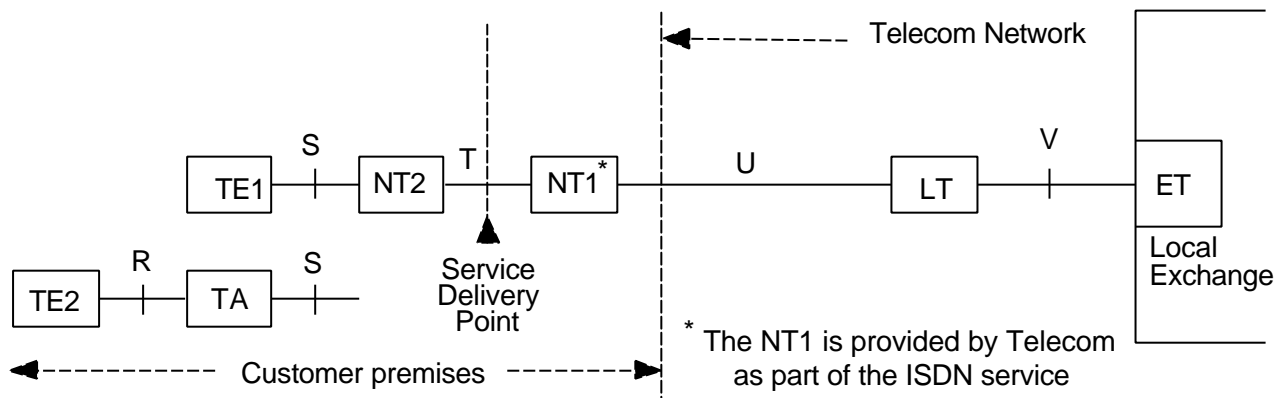 Telecom Network
S
T
U
V
TE1
NT2
NT1*
LT
ET
Local
Exchange
R
S
TE2
TA
Service
Delivery
Point
Customer premises
* The NT1 is provided by Telecom
as part of the ISDN service